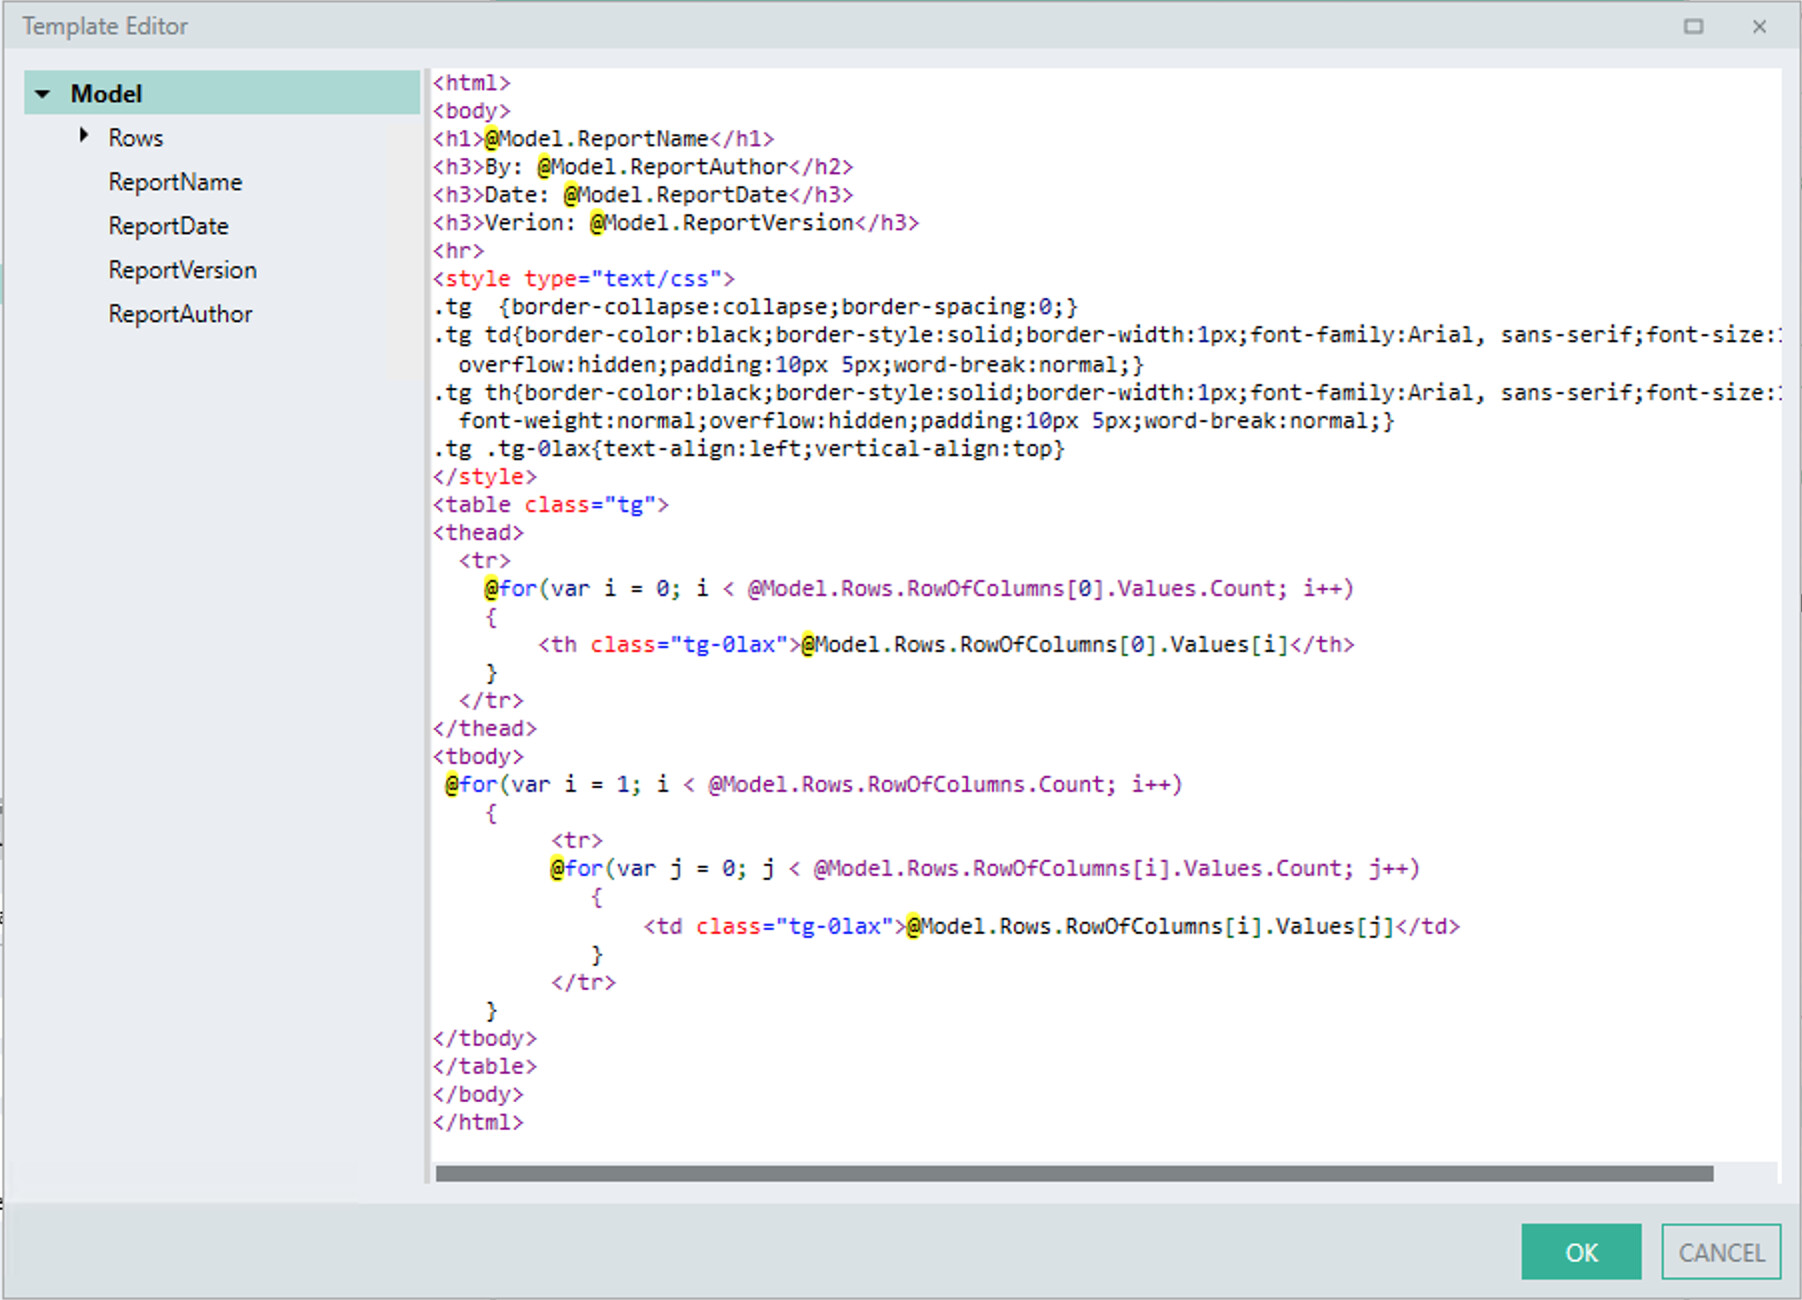 Template Editor
Model
Rows
ReportName
ReportDate
ReportVersion
ReportAuthor
<html>
<body>
<h1>@Model.ReportName</h1>
<h3>By: @Model.ReportAuthor</h2>
<h3>Date: @Model.ReportDate</h3>
<h3>Verion: @Model.ReportVersion</h3>
<hr>
<style type="text/css">
.tg  {border-collapse:collapse;border-spacing:0;}
.tg td{border-color:black;border-style:solid;border-width:1px;font-family:Arial, sans-serif;font-size:
  overflow:hidden;padding:10px 5px;word-break:normal;}
.tg th{border-color:black;border-style:solid;border-width:1px;font-family:Arial, sans-serif;font-size:
  font-weight:normal;overflow:hidden;padding:10px 5px;word-break:normal;}
.tg .tg-0lax{text-align:left;vertical-align:top}
</style>
<table class="tg">
<thead>
  <tr>
    @for(var i = 0; i < @Model.Rows.RowOfColumns[0].Values.Count; i++)
    {
        <th class="tg-0lax">@Model.Rows.RowOfColumns[0].Values[i]</th>
    }
  </tr>
</thead>
<tbody>
 @for(var i = 1; i < @Model.Rows.RowOfColumns.Count; i++)
    {
         <tr>
         @for(var j = 0; j < @Model.Rows.RowOfColumns[i].Values.Count; j++)
            {
                <td class="tg-0lax">@Model.Rows.RowOfColumns[i].Values[j]</td>
            }
         </tr>
    }
</tbody>
</table>
</body>
</html>
OK
CANCEL